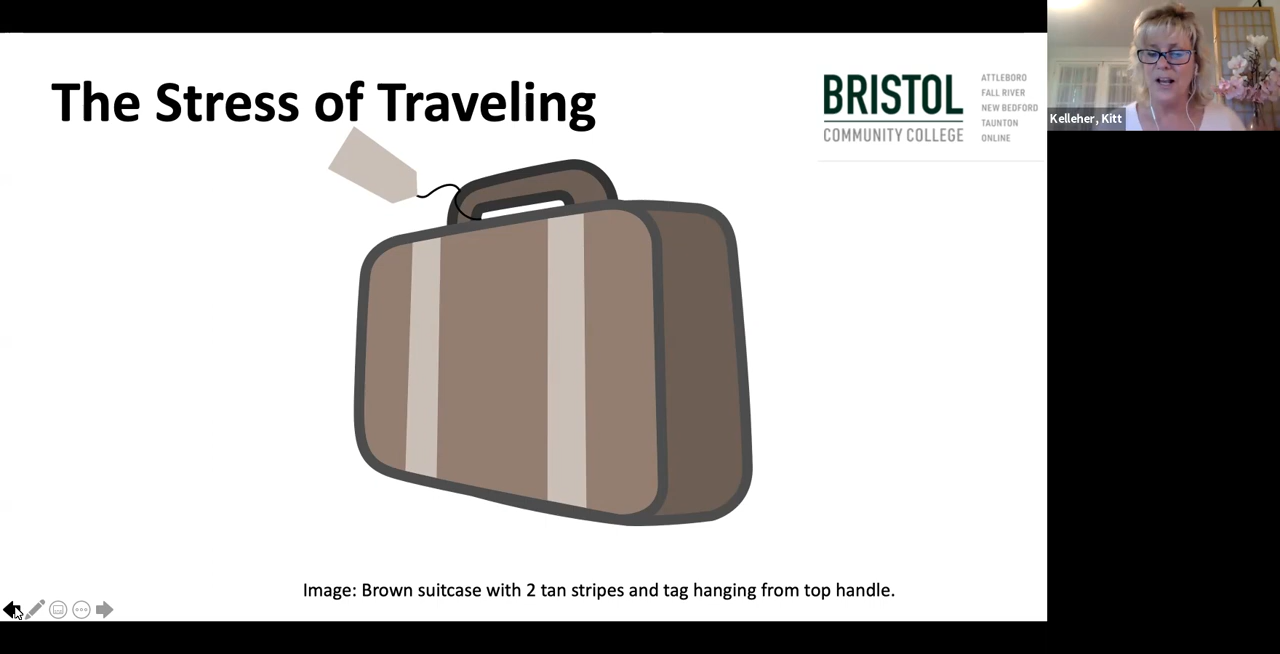 The Stress of Traveling
BRISTOL
COMMUNITY COLLEGE
ATTLEBORO
FALL RIVER
NEW BEDFORD
TAUNTON
ONLINE
Kelleher, Kitt
Image: Brown suitcase with 2 tan stripes and tag hanging from top handle.